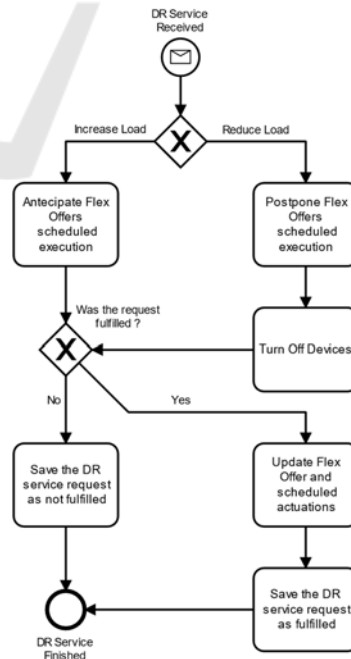 DR Service
Received
Increase Load
Reduce Load
Antecipate Flex
Offers
scheduled
execution
Postpone Flex
Offers
scheduled
execution
Was the request
fulfilled ?
Turn Off Devices
No
Yes
Save the DR
service request
as not fulfilled
Update Flex
Offer and
scheduled
actuations
Save the DR
service request
as fulfilled
DR Service
Finished